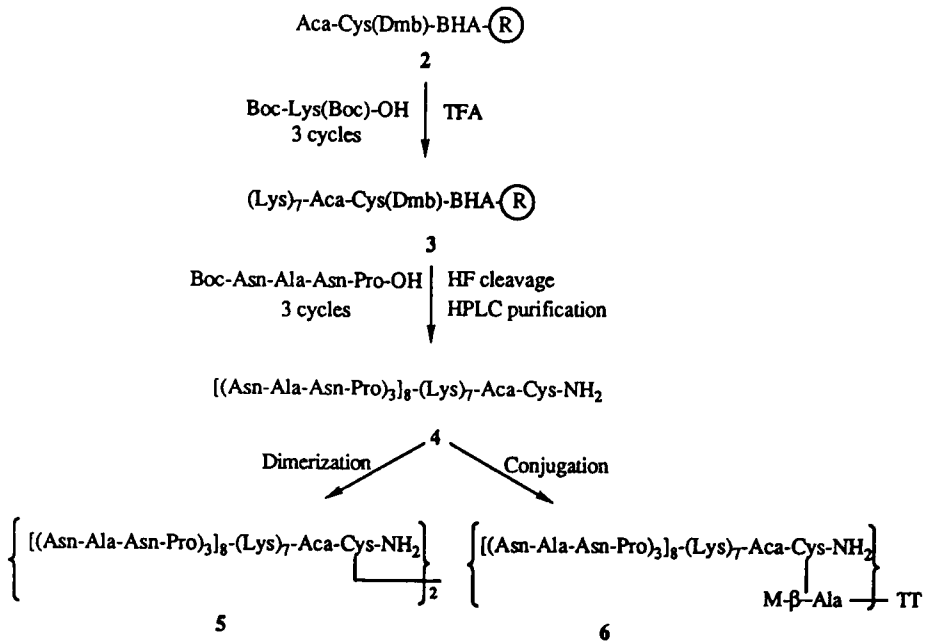 Aca-Cys(Dmb)-BHA-R
2
Boc-Lys(Boc)-OH TFA
3 cycles
(Lys)7-Aca-Cys(Dmb)-BHA-R
3
Boc-Asn-Ala-Asn-Pro-OH HF cleavage
3 cycles HPLC purification
[(Asn-Ala-Asn-Pro)3]8-(Lys)7-Aca-Cys-NH2
4
Dimerization Conjugation
{ [(Asn-Ala-Asn-Pro)3]8-(Lys)7-Aca-Cys-NH2 }2 { [(Asn-Ala-Asn-Pro)3]8-(Lys)7-Aca-Cys-NH2 }
M-β-Ala TT
5 6